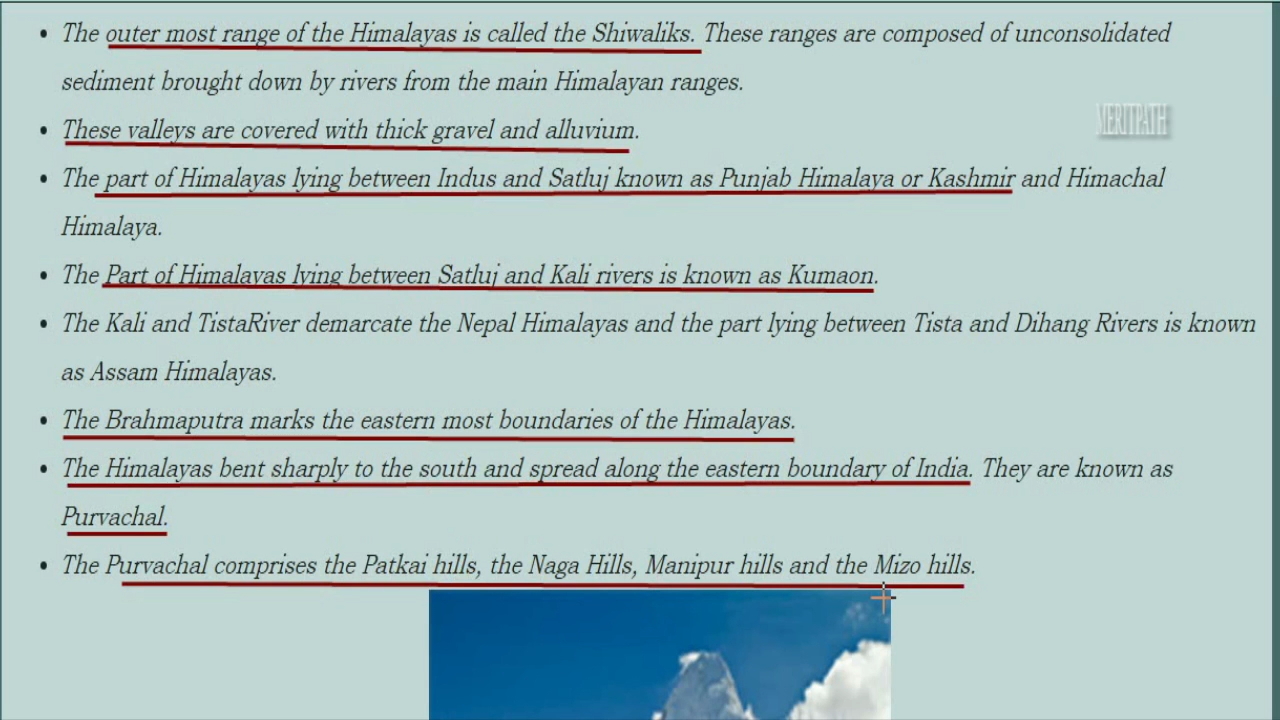 • The outer most range of the Himalayas is called the Shiwaliks. These ranges are composed of unconsolidated
sediment brought down by rivers from the main Himalayan ranges.
MERITPATH
• These valleys are covered with thick gravel and alluvium.
• The part of Himalayas lying between Indus and Satluj known as Punjab Himalaya or Kashmir and Himachal
Himalaya.
• The Part of Himalayas lying between Satluj and Kali rivers is known as Kumaon.
• The Kali and TistaRiver demarcate the Nepal Himalayas and the part lying between Tista and Dihang Rivers is known
as Assam Himalayas.
• The Brahmaputra marks the eastern most boundaries of the Himalayas.
• The Himalayas bent sharply to the south and spread along the eastern boundary of India. They are known as
Purvachal.
• The Purvachal comprises the Patkai hills, the Naga Hills, Manipur hills and the Mizo hills.